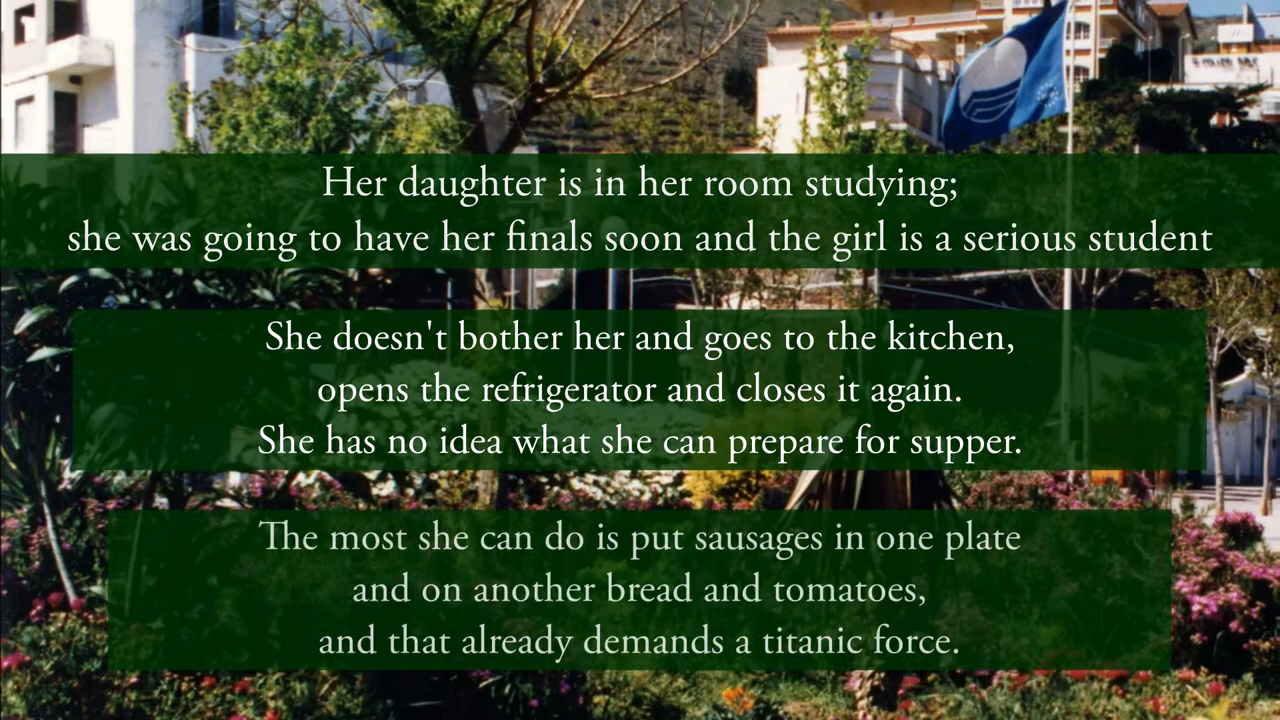 Her daughter is in her room studying;
she was going to have her finals soon and the girl is a serious student
She doesn't bother her and goes to the kitchen,
opens the refrigerator and closes it again.
She has no idea what she can prepare for supper.
The most she can do is put sausages in one plate
and on another bread and tomatoes,
and that already demands a titanic force.